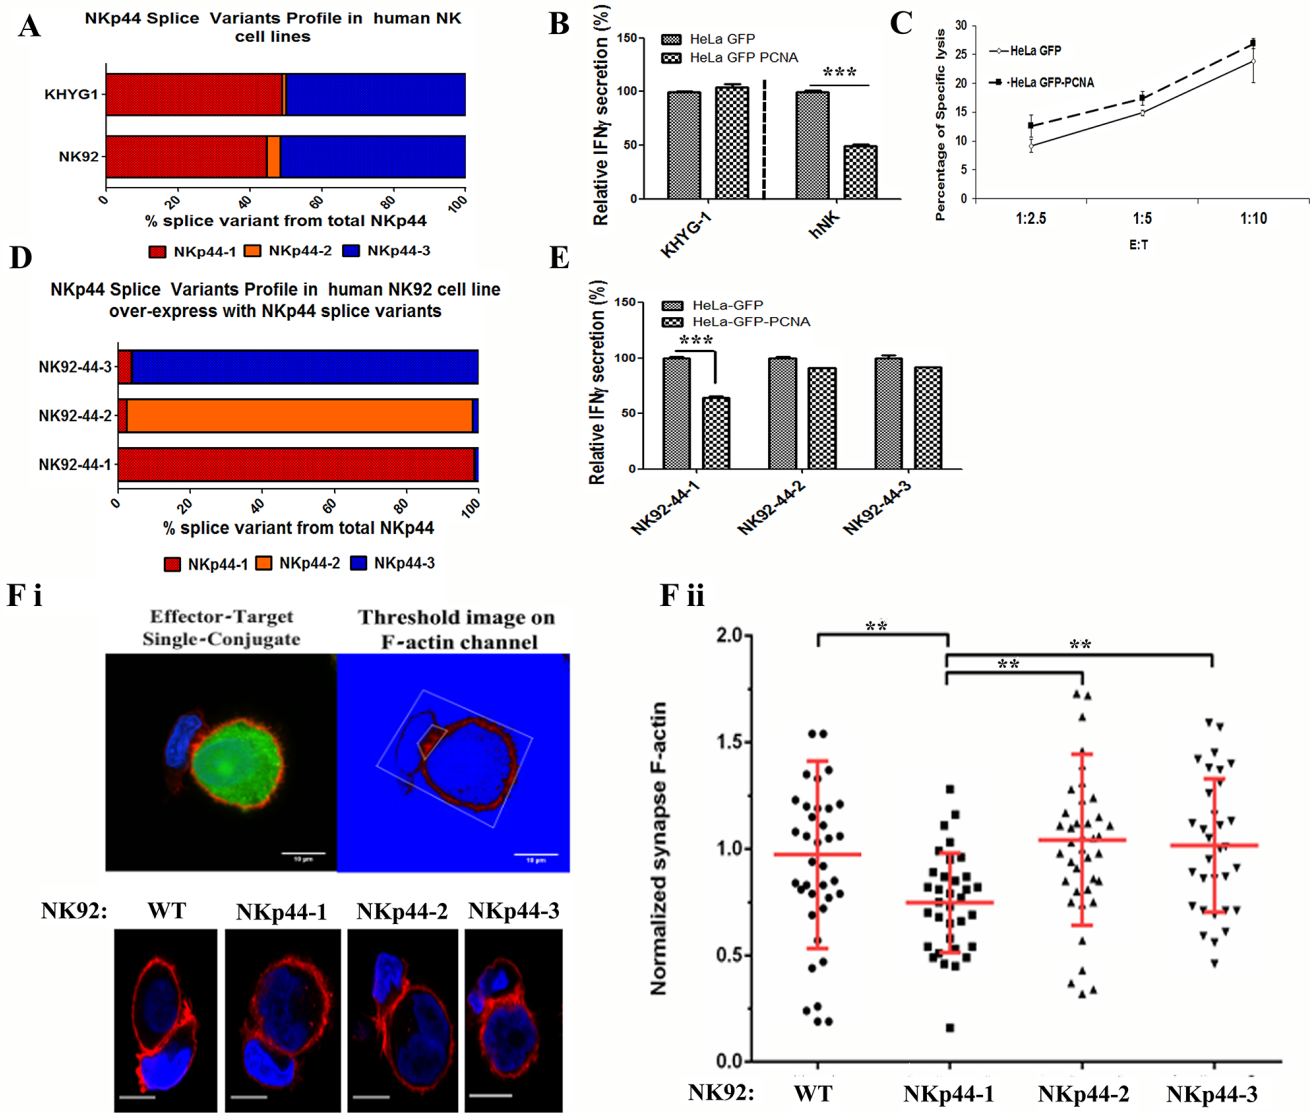 A
NKp44 Splice Variants Profile in human NK
cell lines
KHYG1
NK92
0 20 40 60 80 100
% splice variant from total NKp44
NKp44-1 NKp44-2 NKp44-3
B
Relative IFNγ secretion (%)
150
100
50
0
HeLa GFP
HeLa GFP PCNA
***
KHYG-1 hNK
C
Percentage of Specific lysis
30
25
20
15
10
5
0
HeLa GFP
HeLa GFP-PCNA
1:2.5 1:5 1:10
E:T
D
NKp44 Splice Variants Profile in human NK92 cell line
over-express with NKp44 splice variants
NK92-44-3
NK92-44-2
NK92-44-1
0 20 40 60 80 100
% splice variant from total NKp44
NKp44-1 NKp44-2 NKp44-3
E
Relative IFNγ secretion (%)
150
100
50
0
HeLa-GFP
HeLa-GFP-PCNA
***
NK92-44-1 NK92-44-2 NK92-44-3
F i
Effector-Target
Single-Conjugate
Threshold image on
F-actin channel
10 µm
10 µm
NK92: WT NKp44-1 NKp44-2 NKp44-3
F ii
Normalized synapse F-actin
2.0
1.5
1.0
0.5
0.0
**
**
**
NK92: WT NKp44-1 NKp44-2 NKp44-3